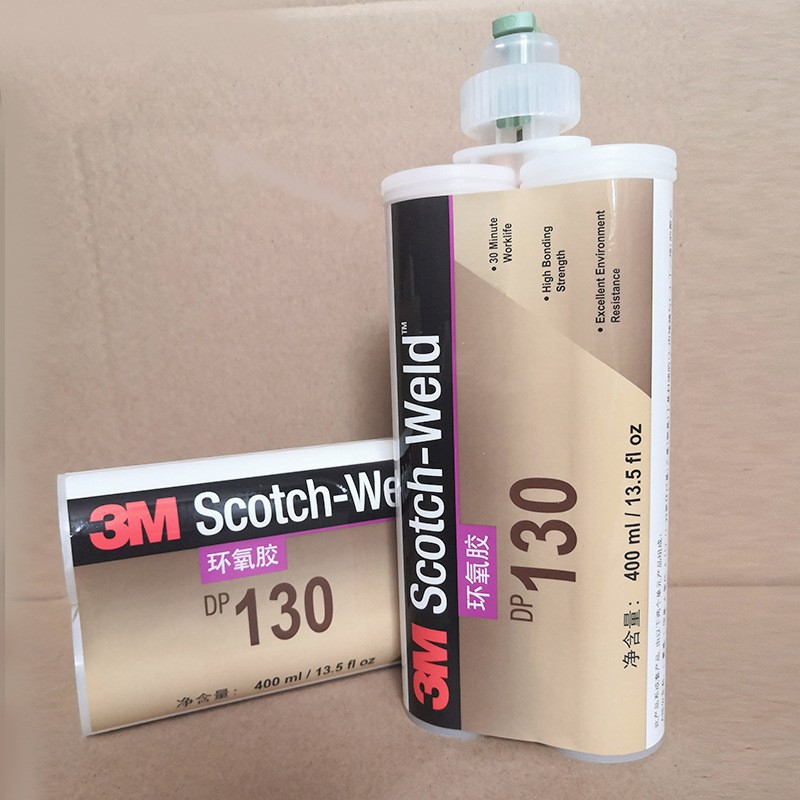 3M Scotch-We
环氧胶
DP 130
净含量： 400 ml / 13.5 fl oz
3M Scotch-Weld™
环氧胶
DP 130
• 30 Minute
Worklife
• High Bonding
Strength
• Excellent Environment
Resistance
净含量： 400 ml / 13.5 fl oz